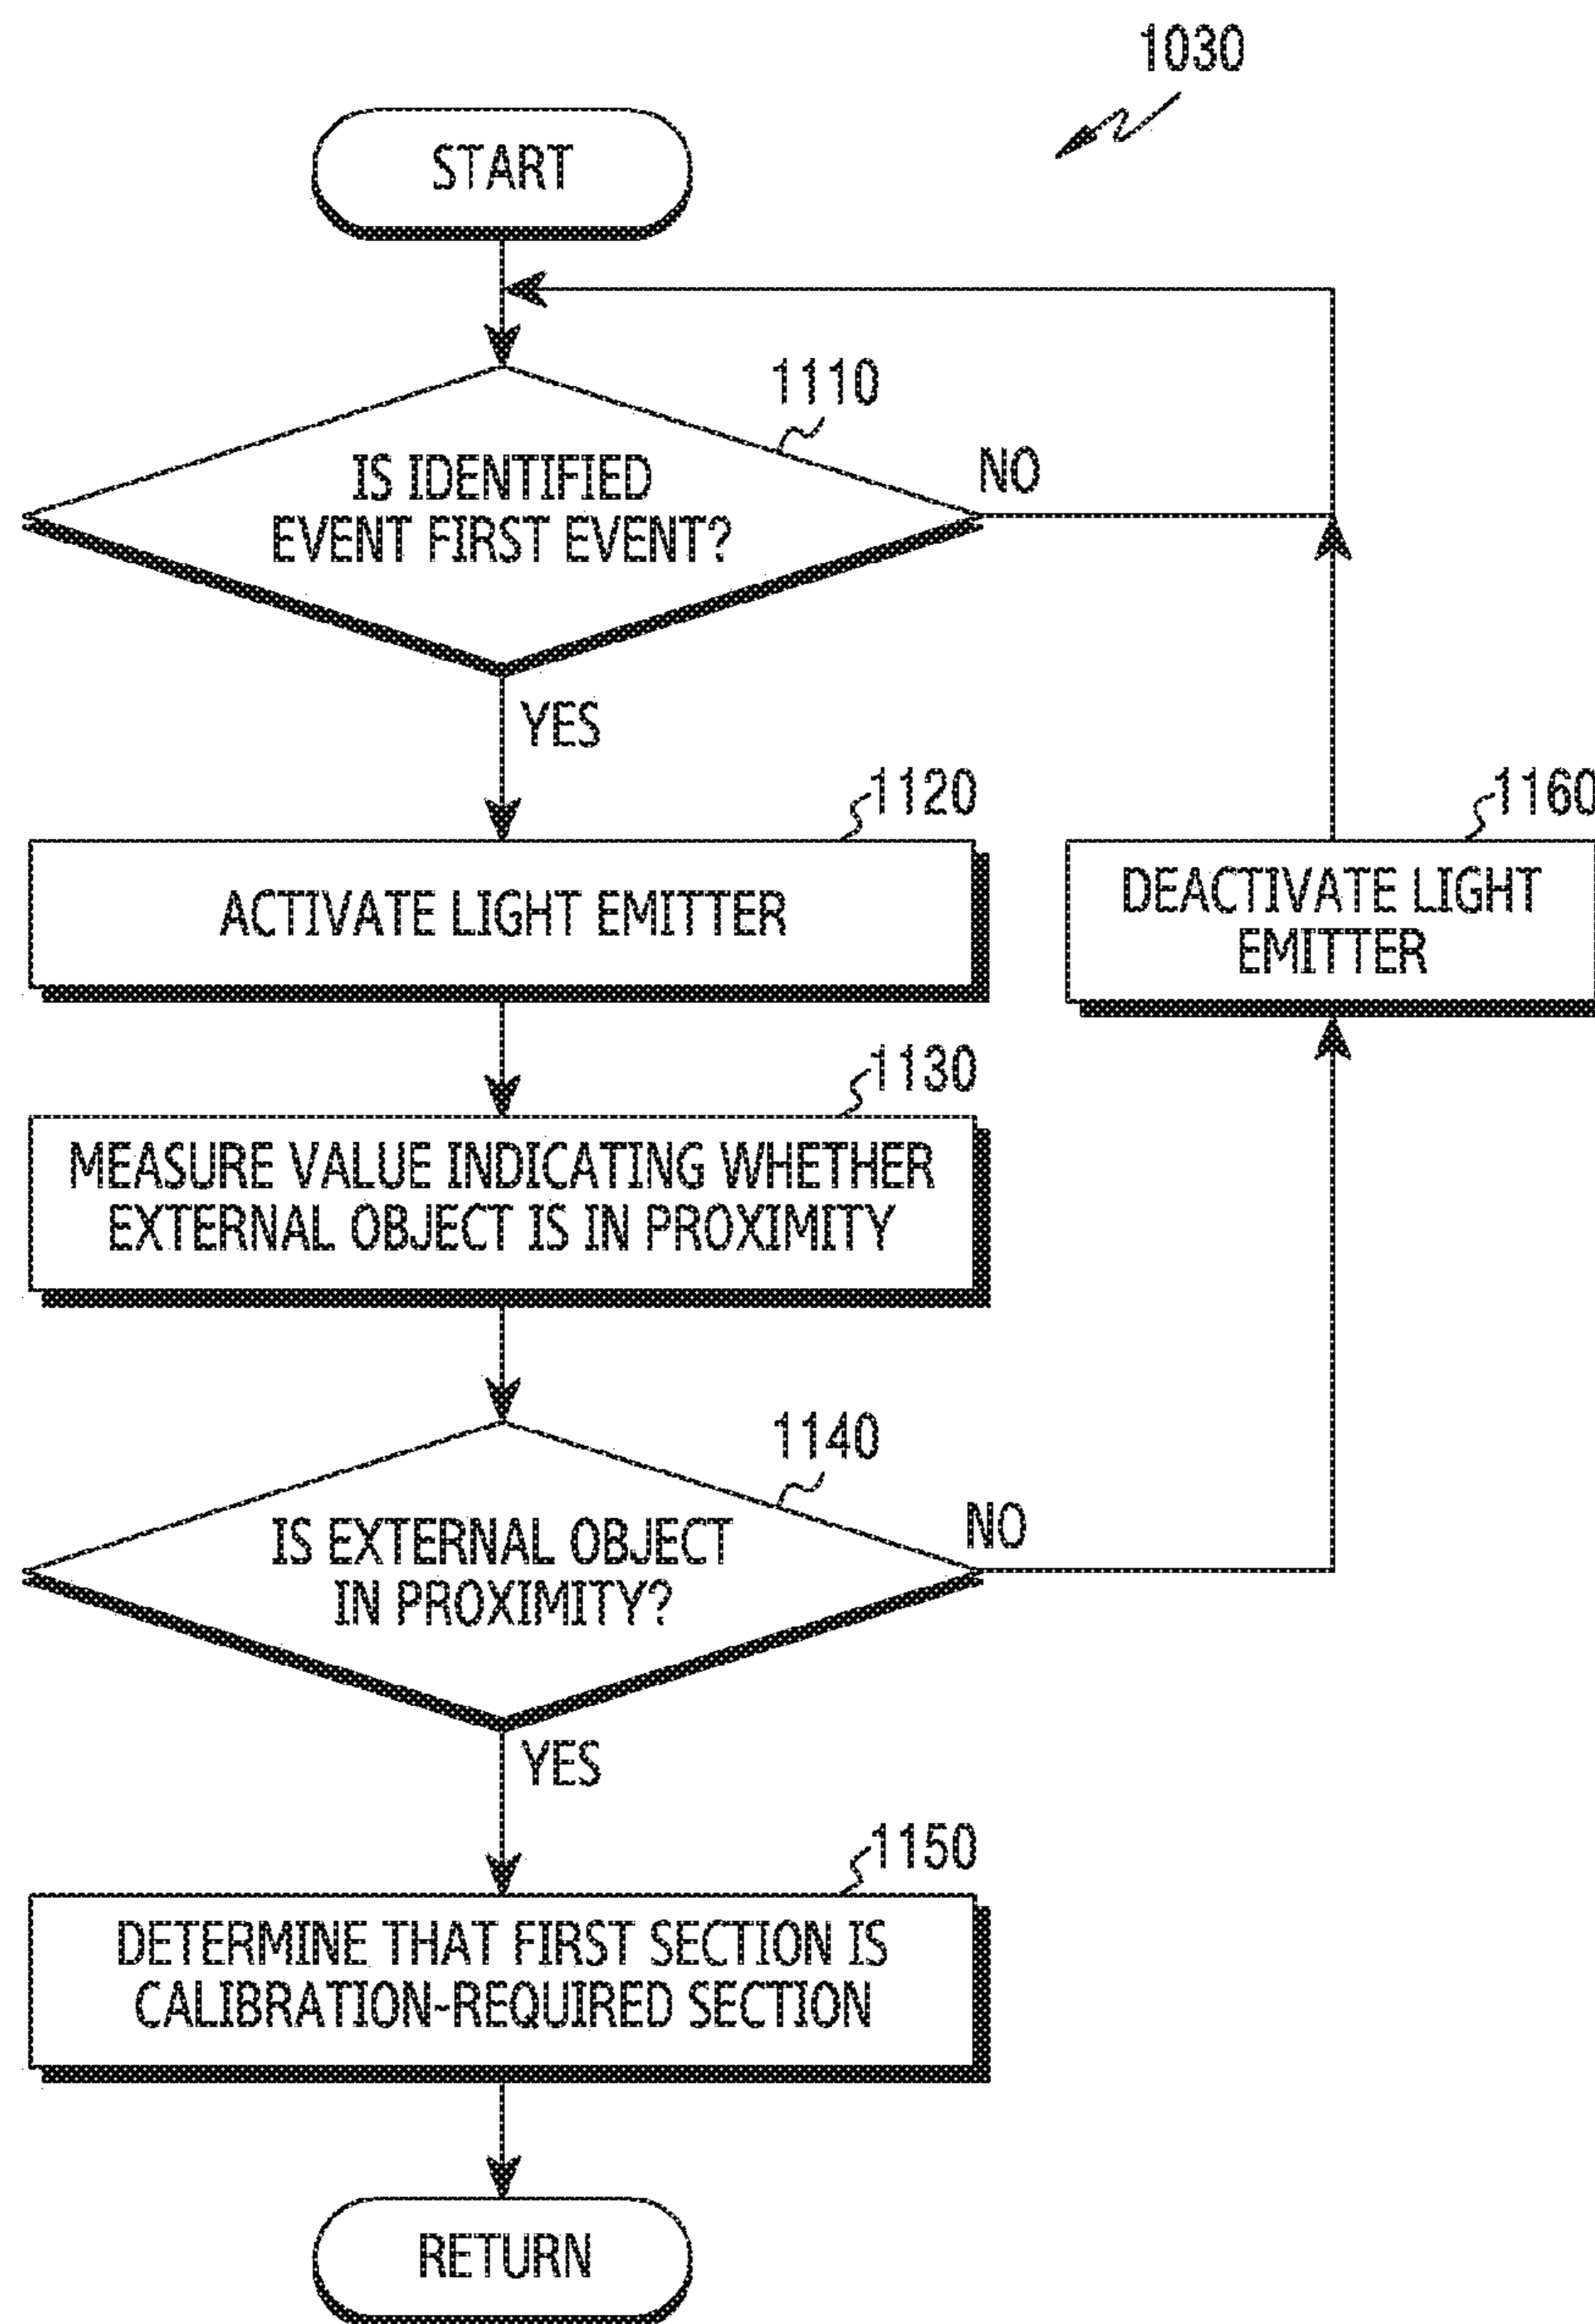 1030
START
1110
IS IDENTIFIED
EVENT FIRST EVENT?
NO
YES
1120
ACTIVATE LIGHT EMITTER
1160
DEACTIVATE LIGHT
EMITTER
1130
MEASURE VALUE INDICATING WHETHER
EXTERNAL OBJECT IS IN PROXIMITY
1140
IS EXTERNAL OBJECT
IN PROXIMITY?
NO
YES
1150
DETERMINE THAT FIRST SECTION IS
CALIBRATION-REQUIRED SECTION
RETURN